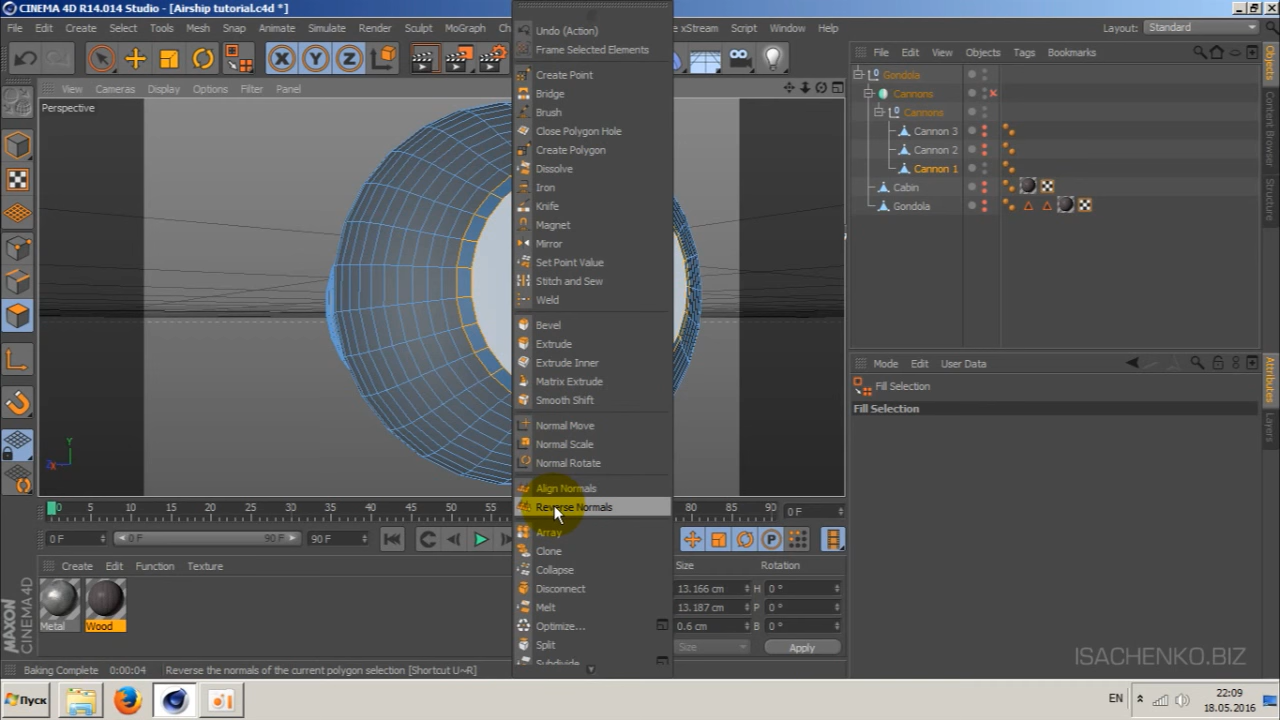 CINEMA 4D R14.014 Studio - [Airship tutorial.c4d *]
File Edit Create Select Tools Mesh Snap Animate Simulate Render Sculpt MoGraph xStream Script Window Help
Layout: Standard
View Cameras Display Options Filter Panel
Perspective
Y
X
Undo (Action)
Frame Selected Elements
Create Point
Bridge
Brush
Close Polygon Hole
Create Polygon
Dissolve
Iron
Knife
Magnet
Mirror
Set Point Value
Stitch and Sew
Weld
Bevel
Extrude
Extrude Inner
Matrix Extrude
Smooth Shift
Normal Move
Normal Scale
Normal Rotate
Align Normals
Reverse Normals
Array
Clone
Collapse
Disconnect
Melt
Optimize...
Split
Subdivide...
File Edit View Objects Tags Bookmarks
Gondola
Cannons
Cannons
Cannon 3
Cannon 2
Cannon 1
Cabin
Gondola
Objects
Content Browser
Structure
Mode Edit User Data
Fill Selection
Fill Selection
Attributes
Layers
0 10 20 30 40 45 50 55 80 85 90 0 F
0 F 0 F 90 F 90 F
Create Edit Function Texture
Metal
Wood
Size Rotation
13.166 cm H 0 °
13.187 cm P 0 °
0.6 cm B 0 °
Size Apply
MAXON
CINEMA 4D
Baking Complete 0:00:04 Reverse the normals of the current polygon selection [Shortcut U~R]
ISACHENKO.BIZ
Пуск
EN
22:09
18.05.2016